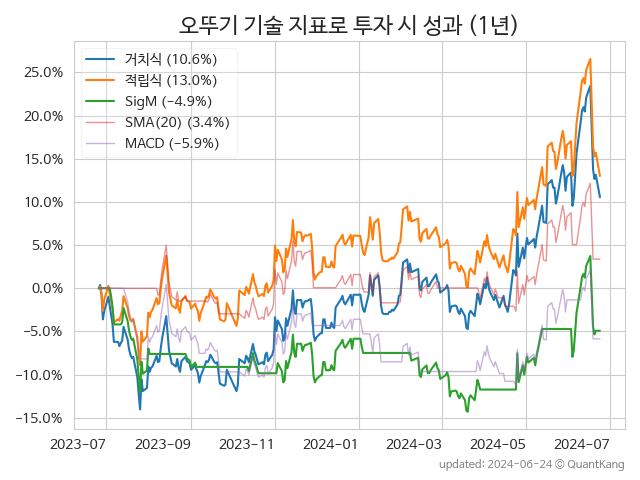 오뚜기 기술 지표로 투자 시 성과 (1년)
거치식 (10.6%)
적립식 (13.0%)
SigM (−4.9%)
SMA(20) (3.4%)
MACD (−5.9%)
25.0%
20.0%
15.0%
10.0%
5.0%
0.0%
−5.0%
−10.0%
−15.0%
2023-07 2023-09 2023-11 2024-01 2024-03 2024-05 2024-07
updated: 2024-06-24 ⓒ QuantKang